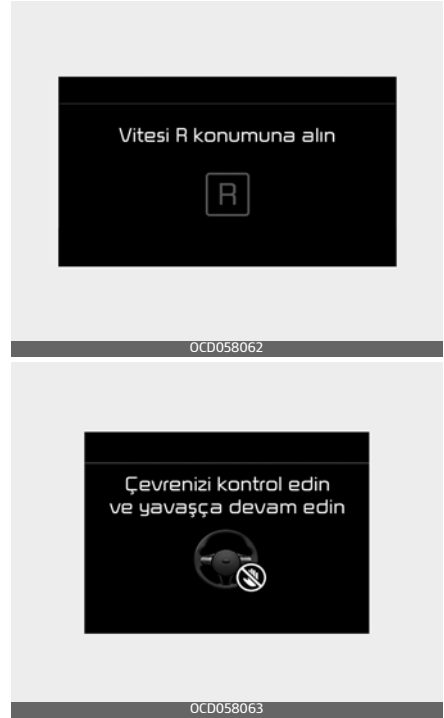 Vitesi R konumuna alın
R
OCD058062
Çevrenizi kontrol edin
ve yavaşça devam edin
OCD058063